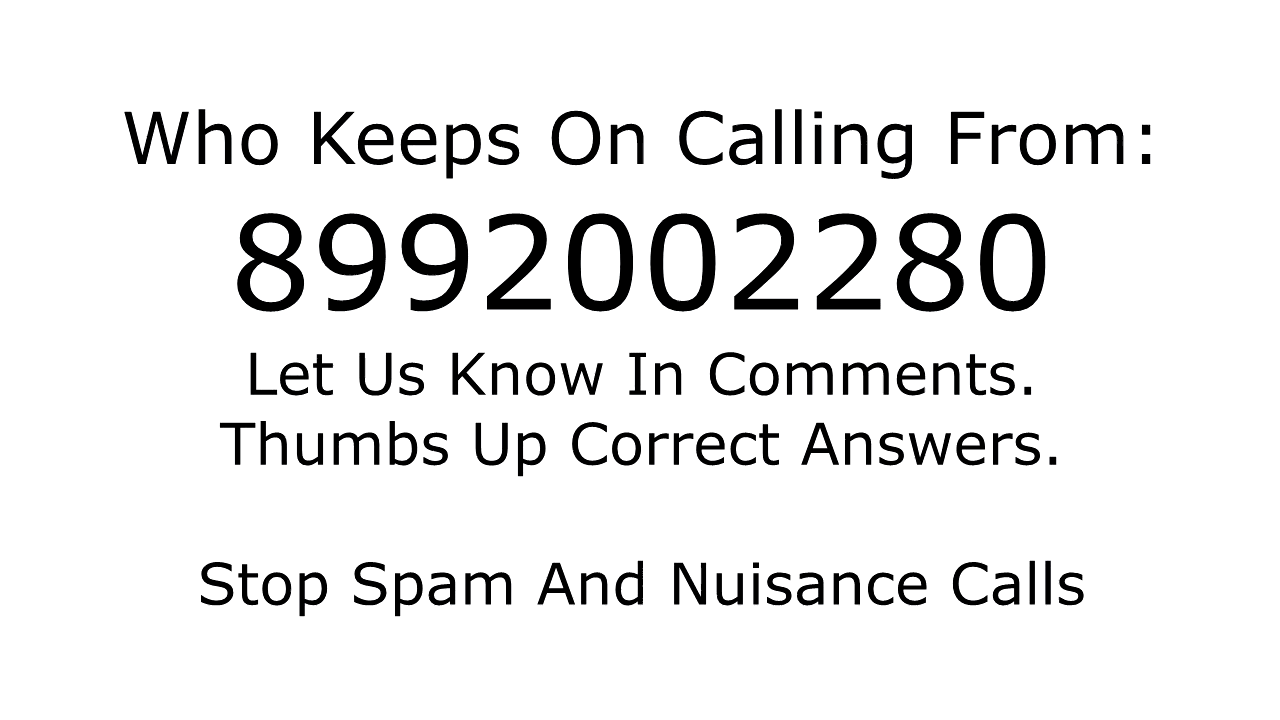 Who Keeps On Calling From:
8992002280
Let Us Know In Comments.
Thumbs Up Correct Answers.
Stop Spam And Nuisance Calls